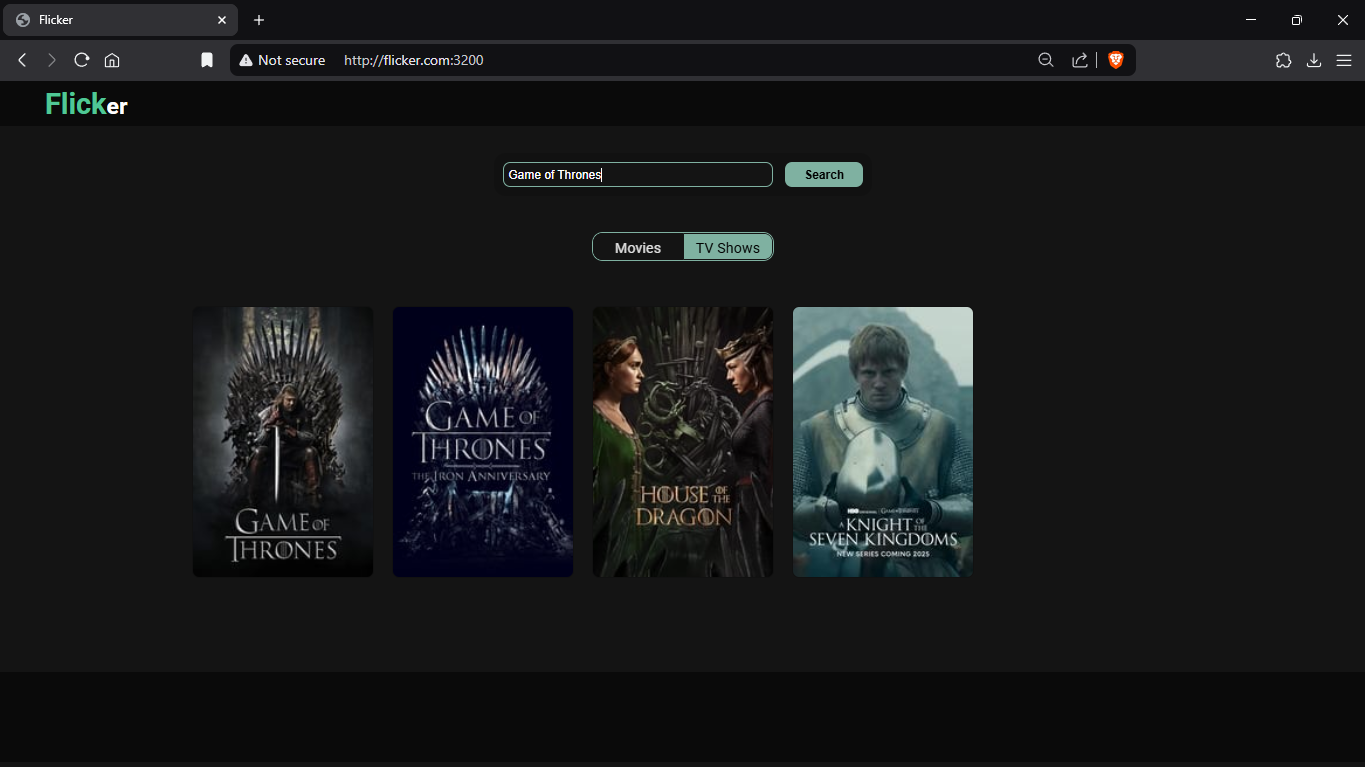 Flicker
Not secure http://flicker.com:3200
Flicker
Game of Thrones
Search
Movies
TV Shows
GAME OF
THRONES
GAME OF
THRONES
THE IRON ANNIVERSARY
HOUSE OF THE
DRAGON
HBO ORIGINAL GAME OF THRONES
A KNIGHT OF THE
SEVEN KINGDOMS
NEW SERIES COMING 2025